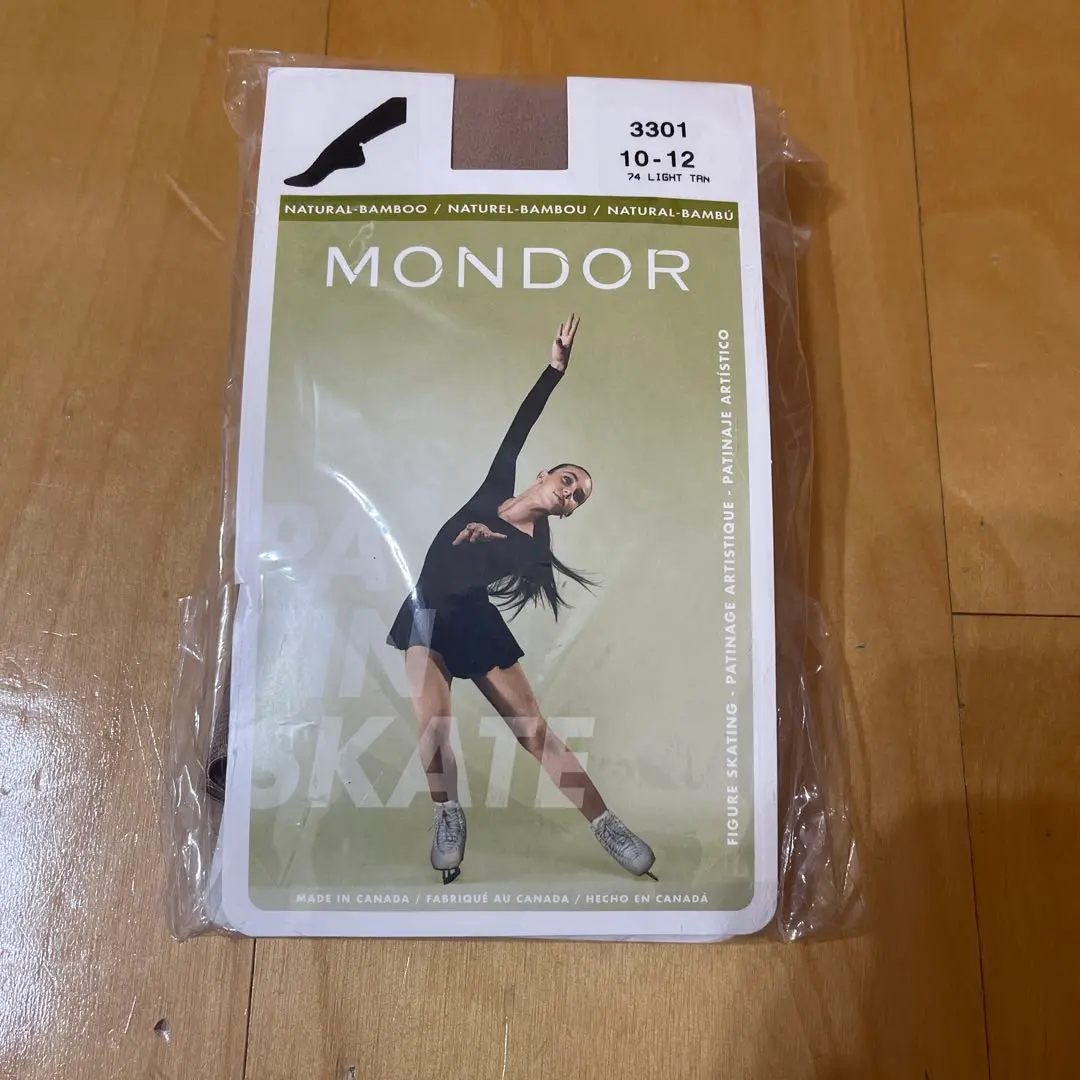 3301
10-12
74 LIGHT TAN
NATURAL-BAMBOO / NATUREL-BAMBOU / NATURAL-BAMBÚ
MONDOR
FIGURE SKATING - PATINAGE ARTISTIQUE - PATINAJE ARTÍSTICO
IN
SKATE
MADE IN CANADA / FABRIQUÉ AU CANADA / HECHO EN CANADÁ